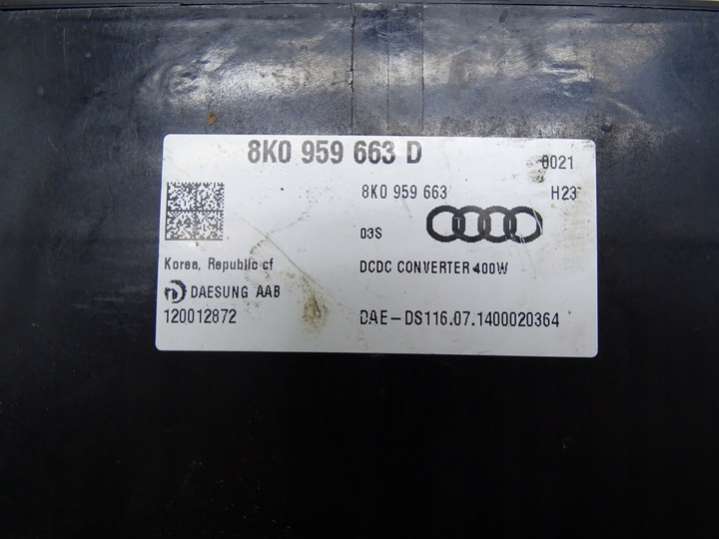 8K0 959 663 D
0021
8K0 959 663
H23
03S
Korea, Republic of
DCDC CONVERTER 400W
DAESUNG AAB
120012872
DAE-DS116.07.1400020364